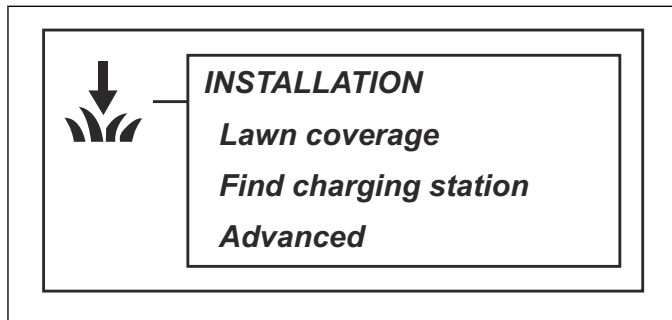 INSTALLATION
Lawn coverage
Find charging station
Advanced